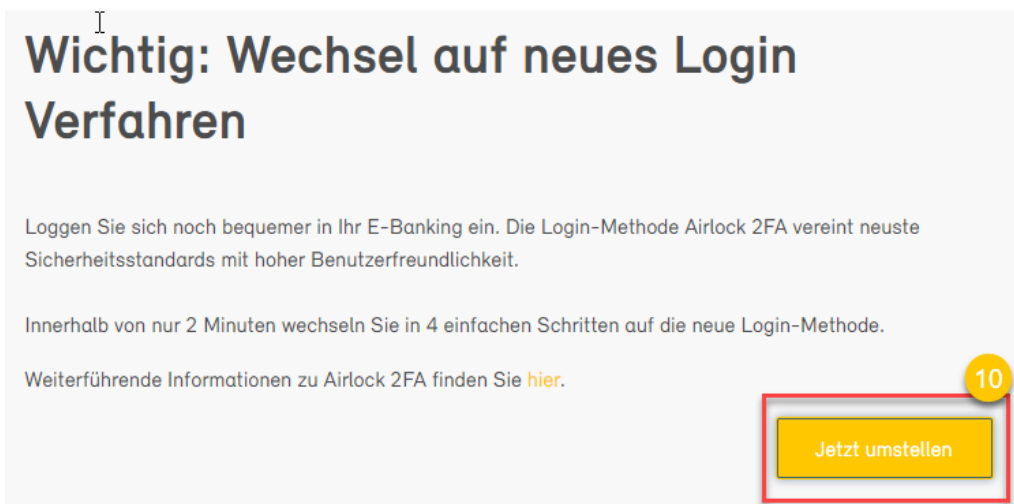 Wichtig: Wechsel auf neues Login
Verfahren
Loggen Sie sich noch bequemer in Ihr E-Banking ein. Die Login-Methode Airlock 2FA vereint neuste
Sicherheitsstandards mit hoher Benutzerfreundlichkeit.
Innerhalb von nur 2 Minuten wechseln Sie in 4 einfachen Schritten auf die neue Login-Methode.
Weiterführende Informationen zu Airlock 2FA finden Sie hier.
10
Jetzt umstellen